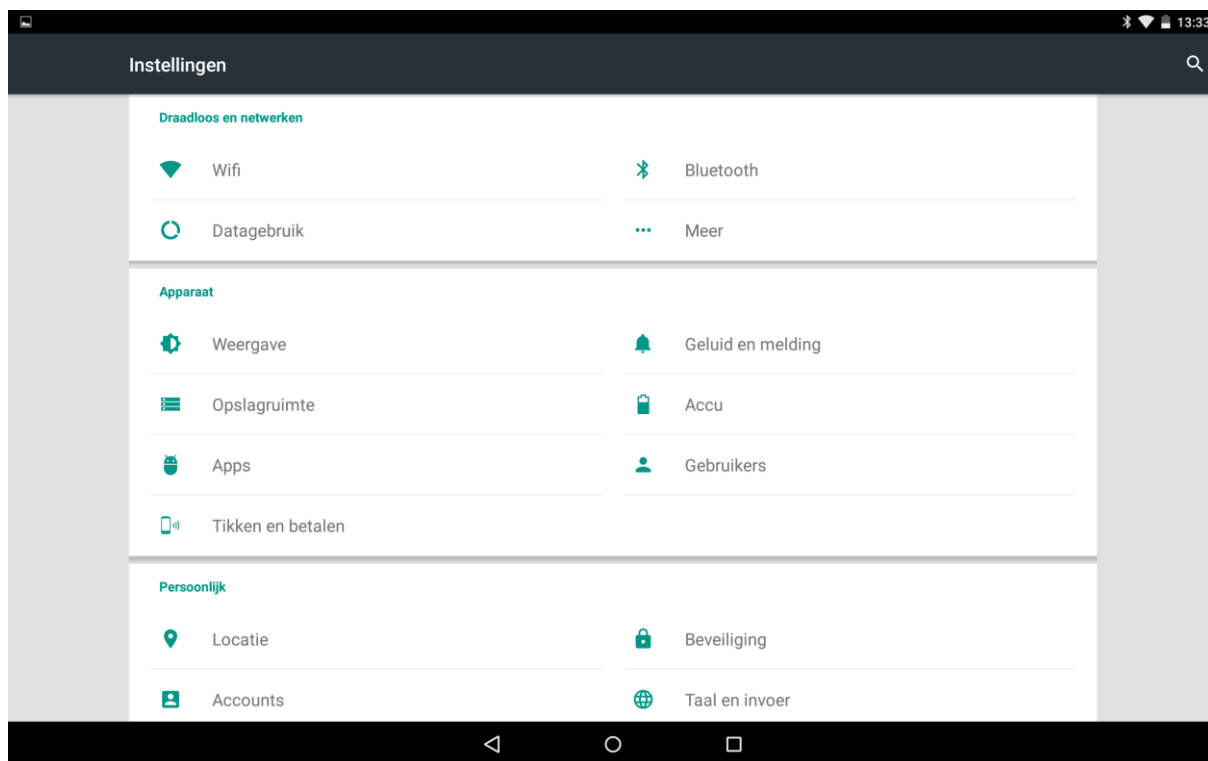 13:33
Instellingen
Draadloos en netwerken
Wifi
Bluetooth
Datagebruik
Meer
Apparaat
Weergave
Geluid en melding
Opslagruimte
Accu
Apps
Gebruikers
Tikken en betalen
Persoonlijk
Locatie
Beveiliging
Accounts
Taal en invoer